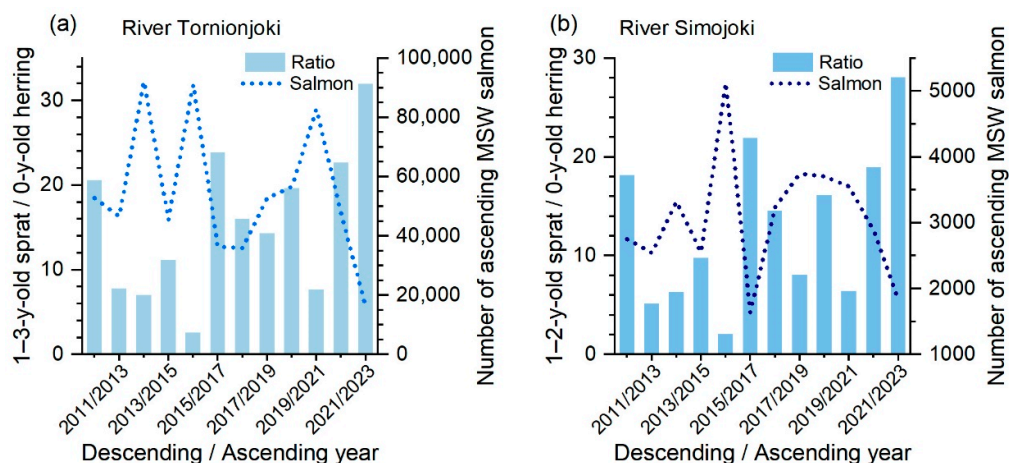 (a)
River Tornionjoki
1–3-y-old sprat / 0-y-old herring
30
20
10
0
Ratio
Salmon
100,000
80,000
60,000
40,000
20,000
0
Number of ascending MSW salmon
2011/2013
2013/2015
2015/2017
2017/2019
2019/2021
2021/2023
Descending / Ascending year
(b)
River Simojoki
1–2-y-old sprat / 0-y-old herring
30
20
10
0
Ratio
Salmon
5000
4000
3000
2000
1000
Number of ascending MSW salmon
2011/2013
2013/2015
2015/2017
2017/2019
2019/2021
2021/2023
Descending / Ascending year